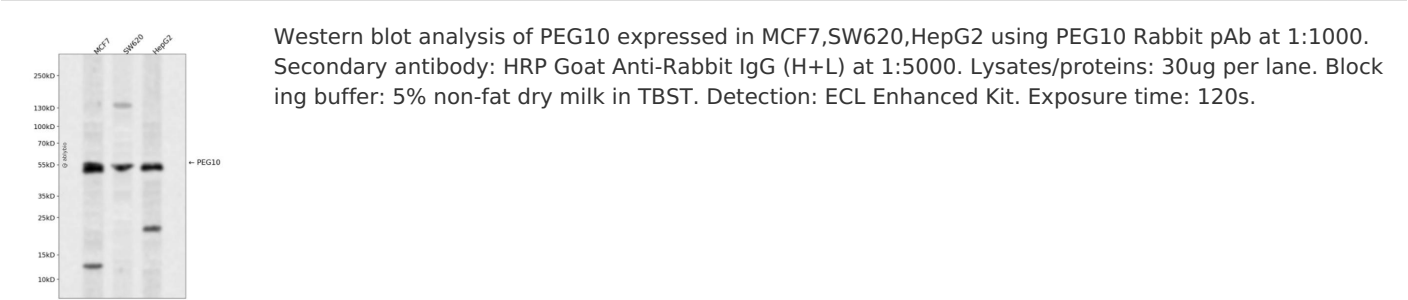 MCF7 SW620 HepG2
Western blot analysis of PEG10 expressed in MCF7,SW620,HepG2 using PEG10 Rabbit pAb at 1:1000.
Secondary antibody: HRP Goat Anti-Rabbit IgG (H+L) at 1:5000. Lysates/proteins: 30ug per lane. Block
ing buffer: 5% non-fat dry milk in TBST. Detection: ECL Enhanced Kit. Exposure time: 120s.
250kD
130kD
100kD
70kD
55kD
← PEG10
35kD
25kD
15kD
10kD